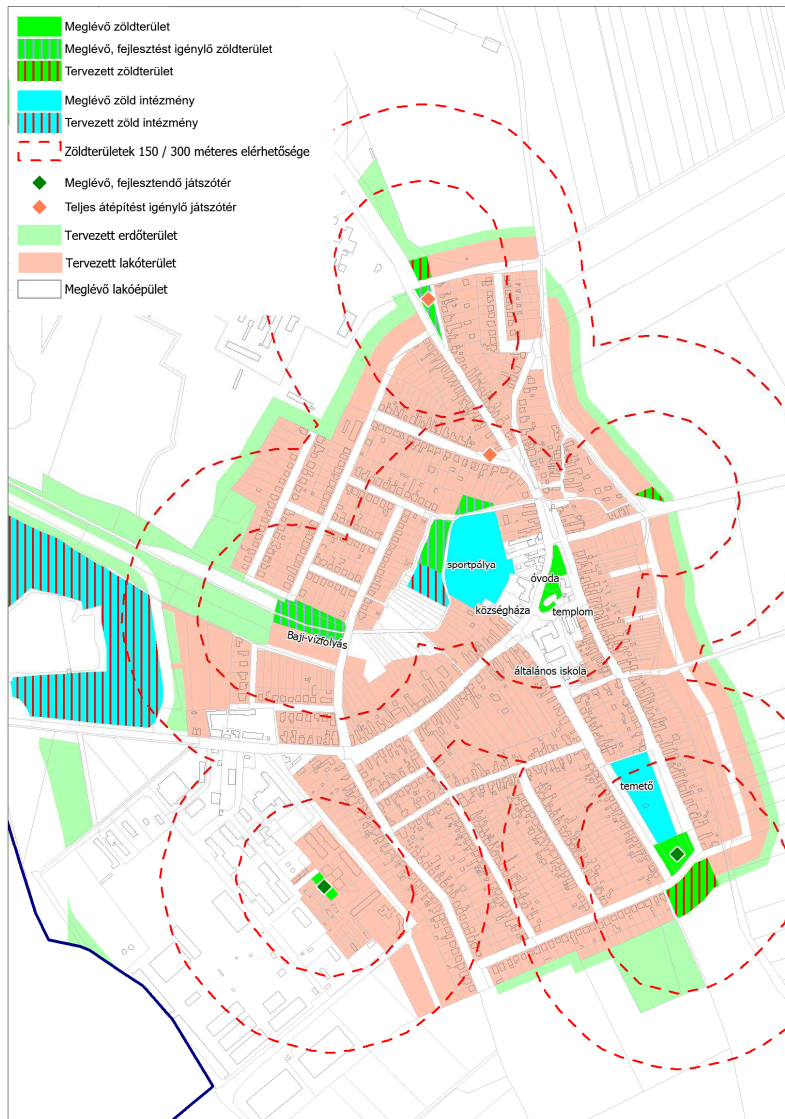 Meglévő zöldterület
Meglévő, fejlesztést igénylő zöldterület
Tervezett zöldterület
Meglévő zöld intézmény
Tervezett zöld intézmény
Zöldterületek 150 / 300 méteres elérhetősége
Meglévő, fejlesztendő játszótér
Teljes átépítést igénylő játszótér
Tervezett erdőterület
Tervezett lakóterület
Meglévő lakóépület
sportpálya
óvoda
községháza
templom
Baji-vízfolyás
általános iskola
temető